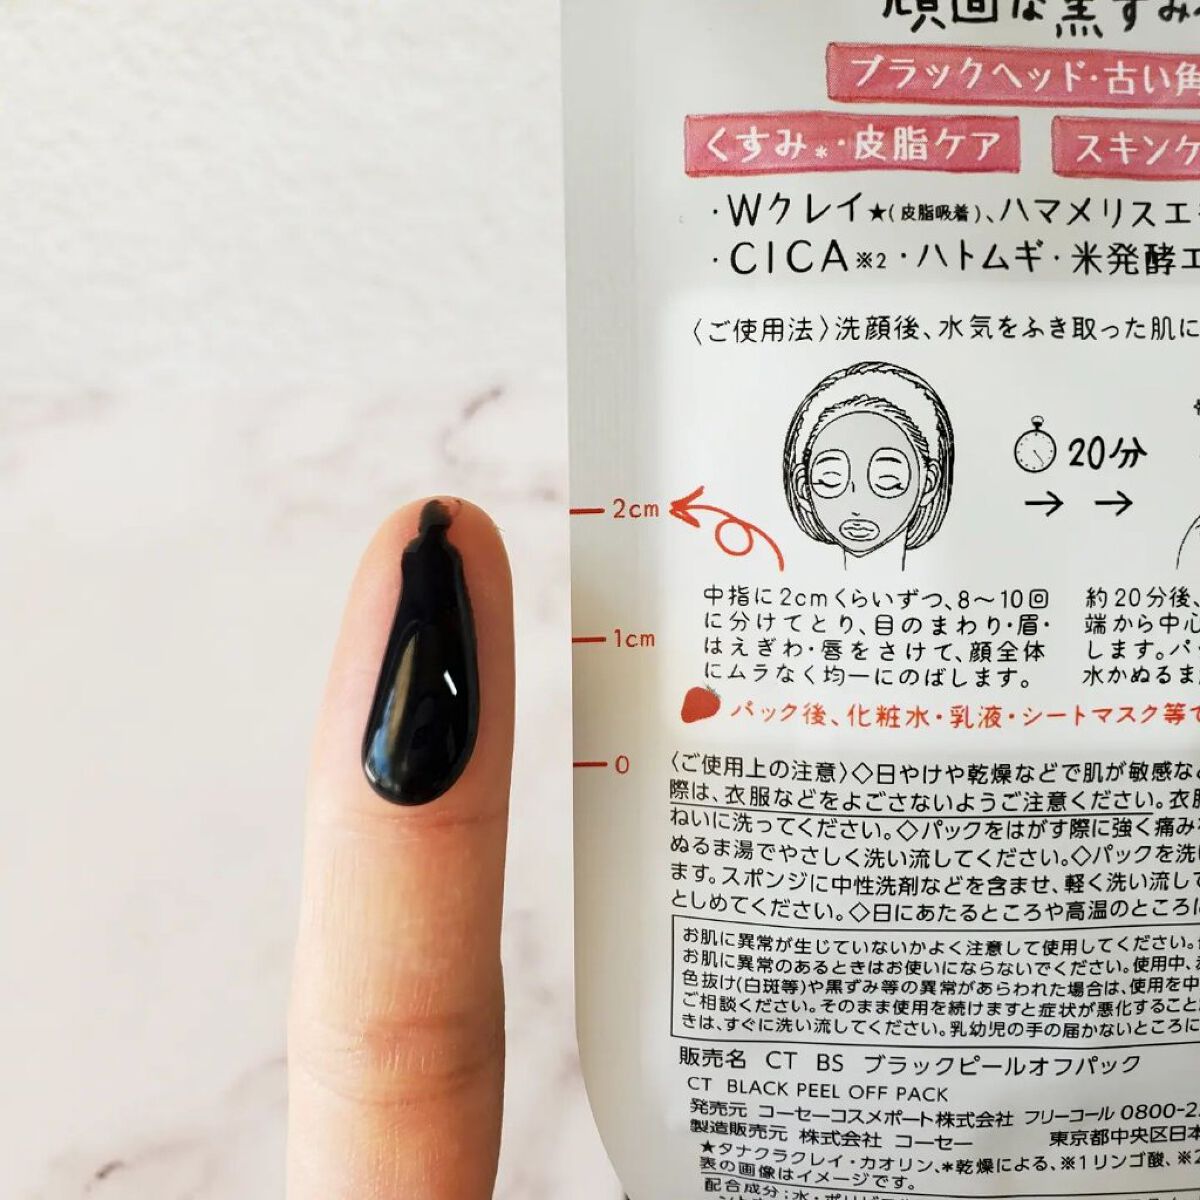 頑固な黒ずみ
ブラックヘッド・古い角
くすみ*・皮脂ケア
スキンケ
・Wクレイ★(皮脂吸着)、ハマメリスエ
・CICA※2・ハトムギ・米発酵エ
〈ご使用法〉洗顔後、水気をふき取った肌に
20分
→ →
2cm
1cm
0
中指に2cmくらいずつ、8〜10回
に分けてとり、目のまわり・眉・
はえぎわ・唇をさけて、顔全体
にムラなく均一にのばします。
約20分後、
端から中心
します。パッ
水かぬるま
パック後、化粧水・乳液・シートマスク等で
〈ご使用上の注意〉◇日やけや乾燥などで肌が敏感な
際は、衣服などをよごさないようご注意ください。衣服
ねいに洗ってください。◇パックをはがす際に強く痛み
ぬるま湯でやさしく洗い流してください。◇パックを洗い
ます。スポンジに中性洗剤などを含ませ、軽く洗い流して
としめてください。◇日にあたるところや高温のところに
お肌に異常が生じていないかよく注意して使用してください。
お肌に異常のあるときはお使いにならないでください。使用中、
色抜け(白斑等)や黒ずみ等の異常があらわれた場合は、使用を中
ご相談ください。そのまま使用を続けますと症状が悪化すること
きは、すぐに洗い流してください。乳幼児の手の届かないところに
販売名 CT BS ブラックピールオフパック
CT BLACK PEEL OFF PACK
発売元 コーセーコスメポート株式会社 フリーコール 0800-2
製造販売元 株式会社 コーセー 東京都中央区日本
★タナクラクレイ・カオリン、*乾燥による、※1リンゴ酸、※2
表の画像はイメージです。
配合成分:水・ポリビ